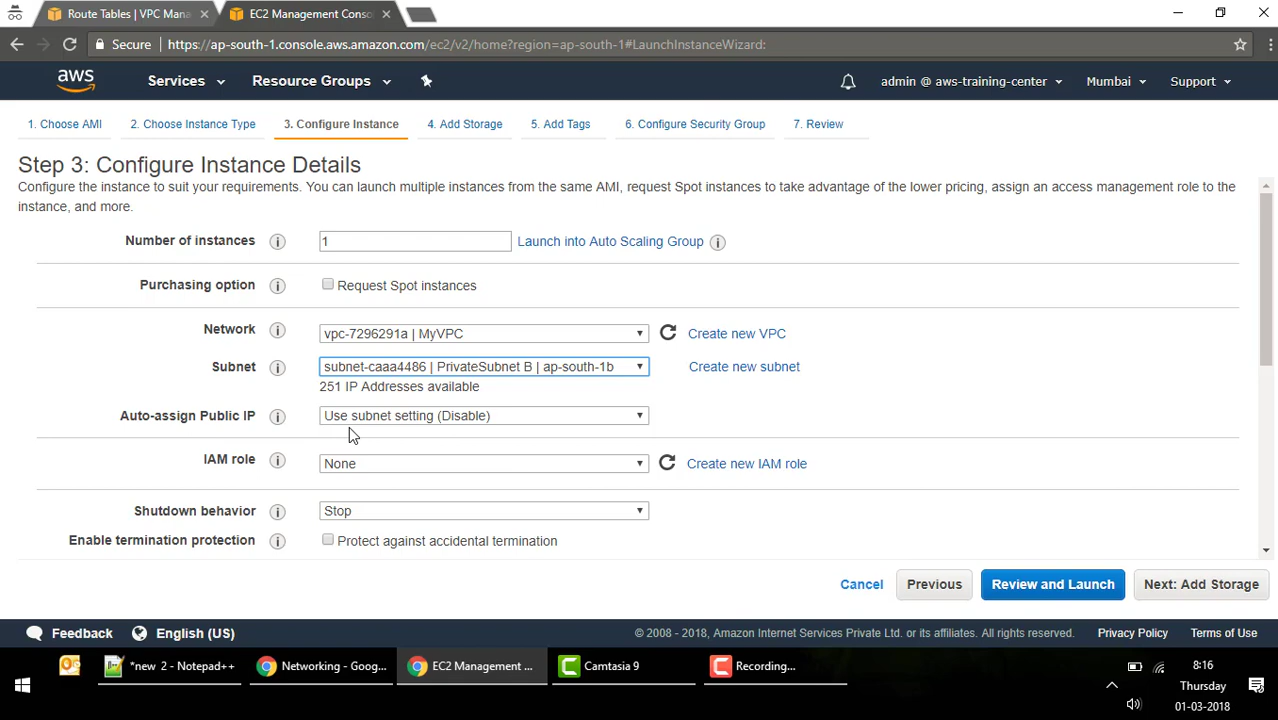 Route Tables | VPC Mana
EC2 Management Conso
Secure
https://ap-south-1.console.aws.amazon.com/ec2/v2/home?region=ap-south-1#LaunchInstanceWizard:
aws
Services
Resource Groups
admin @ aws-training-center
Mumbai
Support
1. Choose AMI
2. Choose Instance Type
3. Configure Instance
4. Add Storage
5. Add Tags
6. Configure Security Group
7. Review
Step 3: Configure Instance Details
Configure the instance to suit your requirements. You can launch multiple instances from the same AMI, request Spot instances to take advantage of the lower pricing, assign an access management role to the
instance, and more.
Number of instances
1
Launch into Auto Scaling Group
Purchasing option
Request Spot instances
Network
vpc-7296291a | MyVPC
Create new VPC
Subnet
subnet-caaa4486 | PrivateSubnet B | ap-south-1b
Create new subnet
251 IP Addresses available
Auto-assign Public IP
Use subnet setting (Disable)
IAM role
None
Create new IAM role
Shutdown behavior
Stop
Enable termination protection
Protect against accidental termination
Cancel
Previous
Review and Launch
Next: Add Storage
Feedback
English (US)
© 2008 - 2018, Amazon Internet Services Private Ltd. or its affiliates. All rights reserved.
Privacy Policy
Terms of Use
*new 2 - Notepad++
Networking - Goog...
EC2 Management ...
Camtasia 9
Recording...
8:16
Thursday
01-03-2018